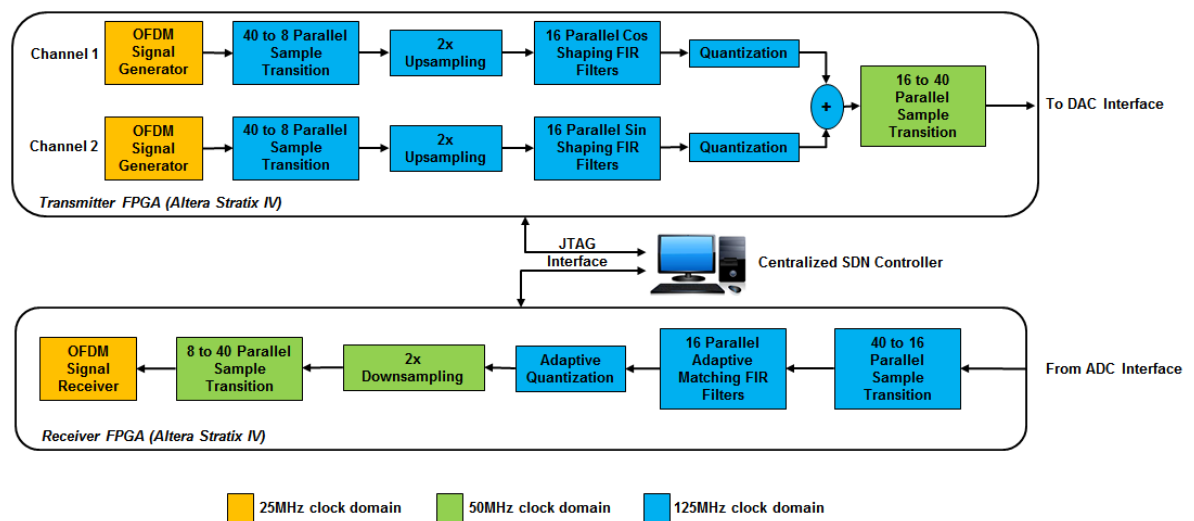 Channel 1
OFDM
Signal
Generator
40 to 8 Parallel
Sample
Transition
2x
Upsampling
16 Parallel Cos
Shaping FIR
Filters
Quantization
Channel 2
OFDM
Signal
Generator
40 to 8 Parallel
Sample
Transition
2x
Upsampling
16 Parallel Sin
Shaping FIR
Filters
Quantization
+
16 to 40
Parallel
Sample
Transition
To DAC Interface
Transmitter FPGA (Altera Stratix IV)
JTAG
Interface
Centralized SDN Controller
OFDM
Signal
Receiver
8 to 40 Parallel
Sample
Transition
2x
Downsampling
Adaptive
Quantization
16 Parallel
Adaptive
Matching FIR
Filters
40 to 16
Parallel
Sample
Transition
From ADC Interface
Receiver FPGA (Altera Stratix IV)
25MHz clock domain
50MHz clock domain
125MHz clock domain